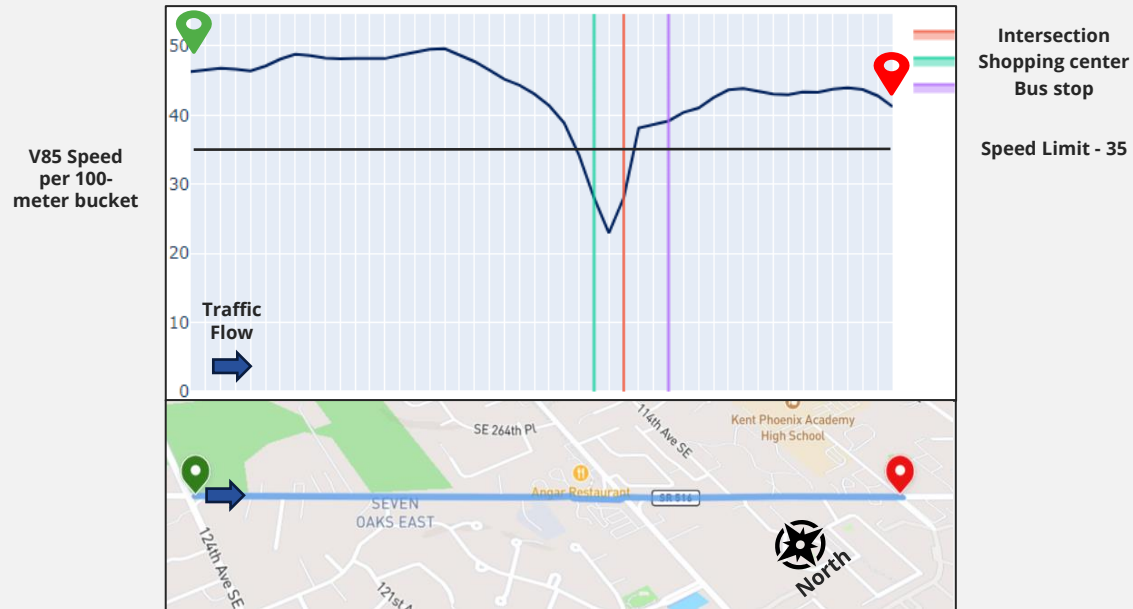 V85 Speed
per 100-
meter bucket
50
40
30
20
10
0
Traffic
Flow
Intersection
Shopping center
Bus stop
Speed Limit - 35
SE 264th Pl
114th Ave SE
Kent Phoenix Academy
High School
Angar Restaurant
SR 516
SEVEN
OAKS EAST
124th Ave SE
North